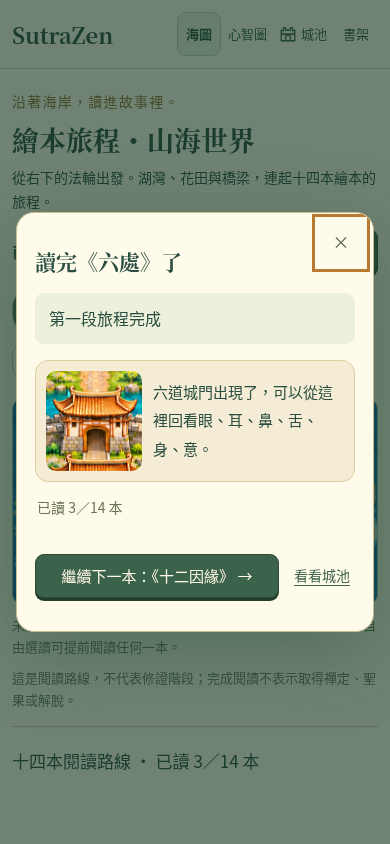 SutraZen
海圖
心智圖
城池
書架
沿著海岸，讀進故事裡。
繪本旅程・山海世界
從右下的法輪出發。湖灣、花田與橋梁，連起十四本繪本的
旅程。
讀完《六處》了
×
第一段旅程完成
六道城門出現了，可以從這
裡回看眼、耳、鼻、舌、
身、意。
已讀 3／14 本
繼續下一本：《十二因緣》 →
看看城池
由選讀可提前閱讀任何一本。
這是閱讀路線，不代表修證階段；完成閱讀不表示取得禪定、聖
果或解脫。
十四本閱讀路線 ・ 已讀 3／14 本